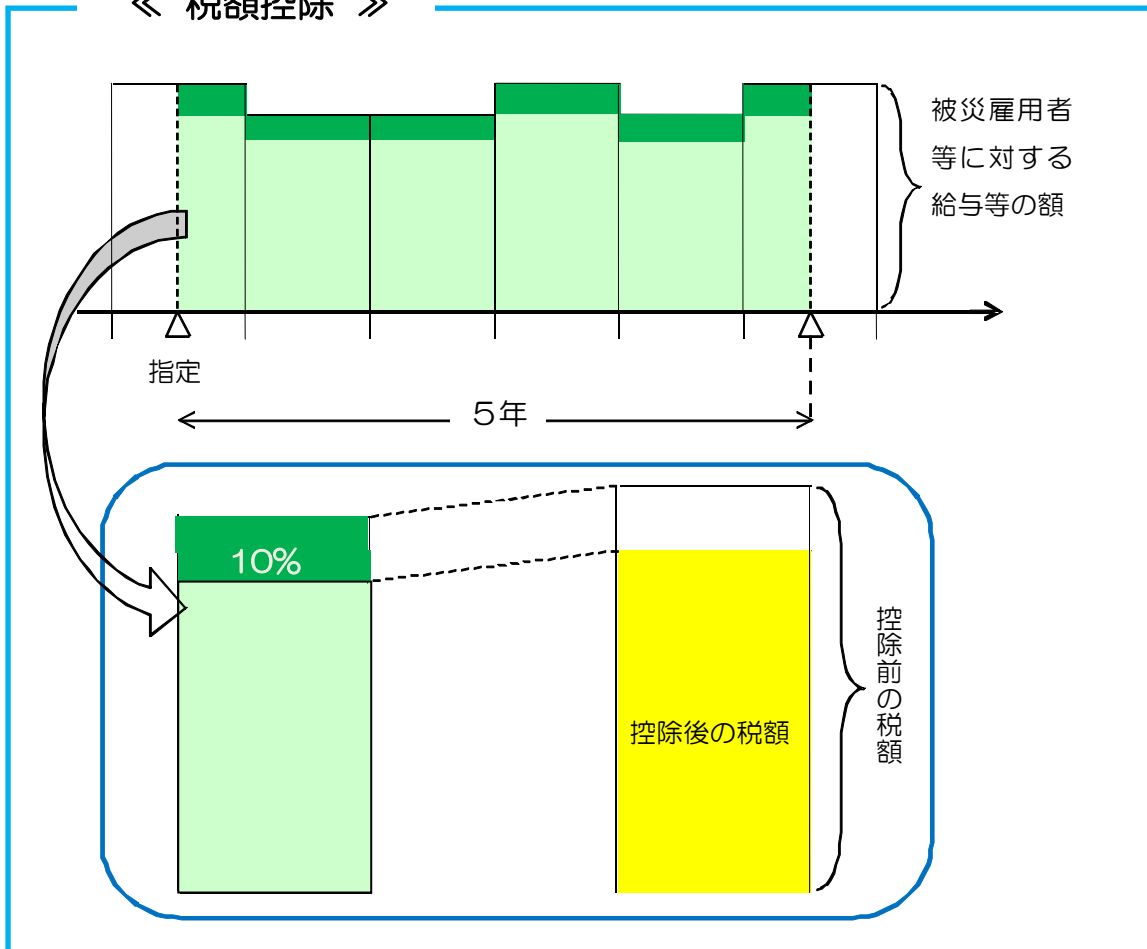 ≪ 税額控除 ≫
被災雇用者
等に対する
給与等の額
指定
５年
10%
控除後の税額
控除前の税額